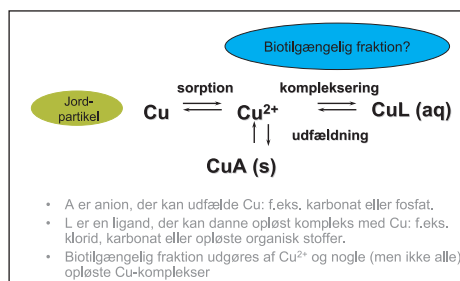 Biotilgængelig fraktion?
sorption
kompleksering
Jord-
partikel
Cu
Cu²⁺
CuL (aq)
udfældning
CuA (s)
• A er anion, der kan udfælde Cu: f.eks. karbonat eller fosfat.
• L er en ligand, der kan danne opløst kompleks med Cu: f.eks.
klorid, karbonat eller opløste organisk stoffer.
• Biotilgængelig fraktion udgøres af Cu²⁺ og nogle (men ikke alle)
opløste Cu-komplekser